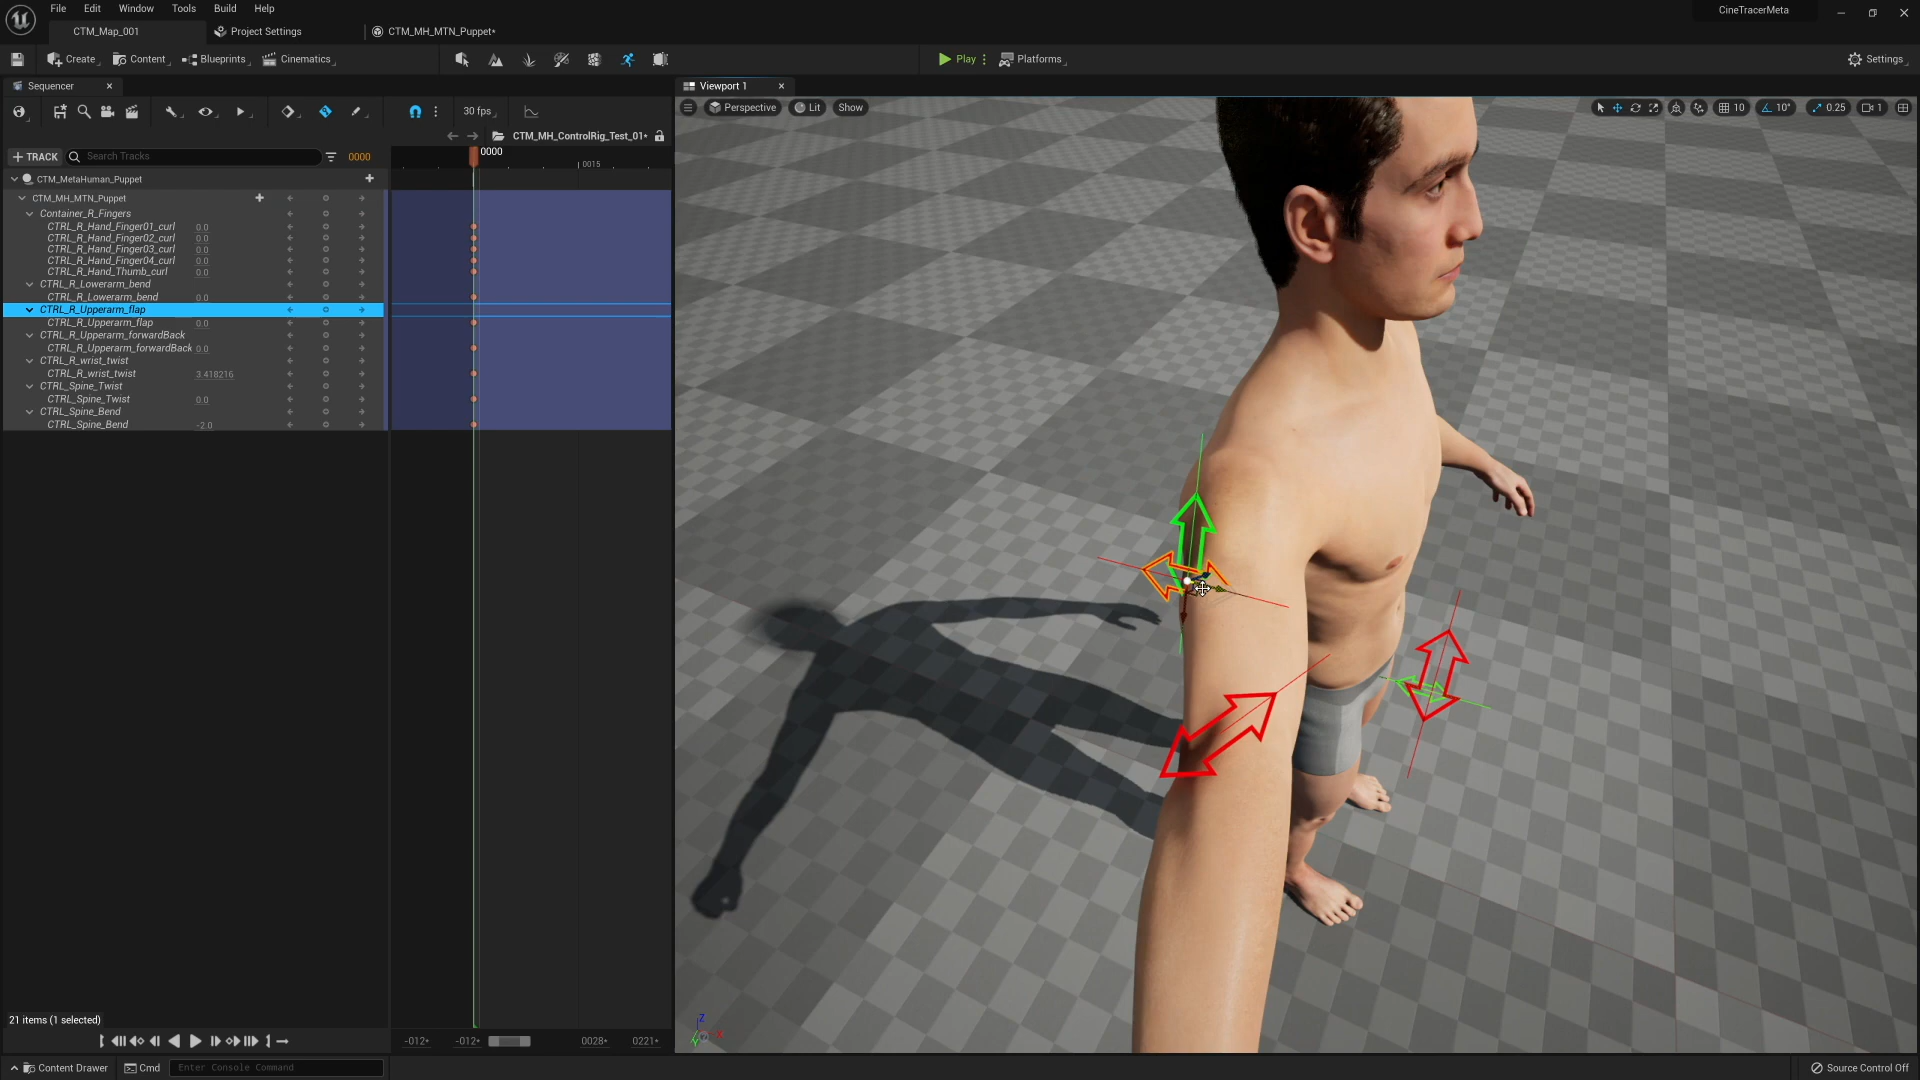 File Edit Window Tools Build Help
CineTracerMeta
CTM_Map_001
Project Settings
CTM_MH_MTN_Puppet*
Create
Content
Blueprints
Cinematics
Play
Platforms
Settings
Sequencer
Viewport 1
30 fps
Perspective
Lit
Show
10
10°
0.25
1
CTM_MH_ControlRig_Test_01*
TRACK
Search Tracks
0000
0000
0015
CTM_MetaHuman_Puppet
CTM_MH_MTN_Puppet
Container_R_Fingers
CTRL_R_Hand_Finger01_curl 0.0
CTRL_R_Hand_Finger02_curl 0.0
CTRL_R_Hand_Finger03_curl 0.0
CTRL_R_Hand_Finger04_curl 0.0
CTRL_R_Hand_Thumb_curl 0.0
CTRL_R_Lowerarm_bend
CTRL_R_Lowerarm_bend 0.0
CTRL_R_Upperarm_flap
CTRL_R_Upperarm_flap 0.0
CTRL_R_Upperarm_forwardBack
CTRL_R_Upperarm_forwardBack 0.0
CTRL_R_wrist_twist
CTRL_R_wrist_twist 3.418216
CTRL_Spine_Twist
CTRL_Spine_Twist 0.0
CTRL_Spine_Bend
CTRL_Spine_Bend -2.0
21 items (1 selected)
Z
X
-012+
-012+
0028+
0221+
Content Drawer
Cmd
Enter Console Command
Source Control Off